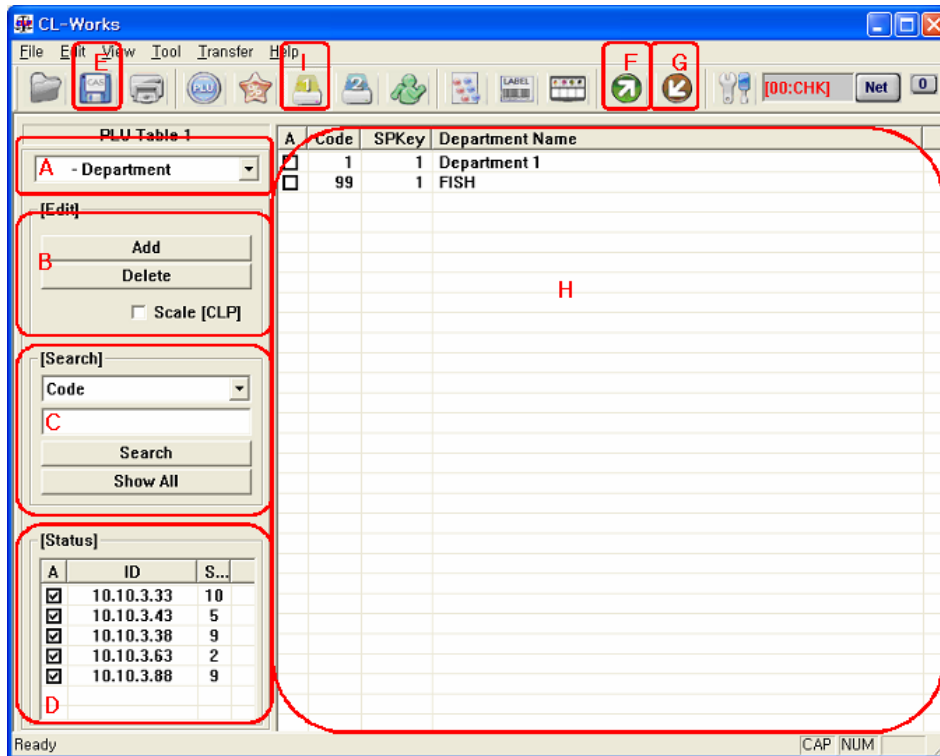 CL-Works
File Edit View Tool Transfer Help
E I F G
CAS PLU 1 2 LABEL [00:CHK] Net 0
PLU Table 1
A - Department
[Edit]
B
Add
Delete
Scale [CLP]
[Search]
Code
C
Search
Show All
[Status]
A ID S...
10.10.3.33 10
10.10.3.43 5
10.10.3.38 9
10.10.3.63 2
10.10.3.88 9
D
A Code SPKey Department Name
1 1 Department 1
99 1 FISH
H
Ready CAP NUM